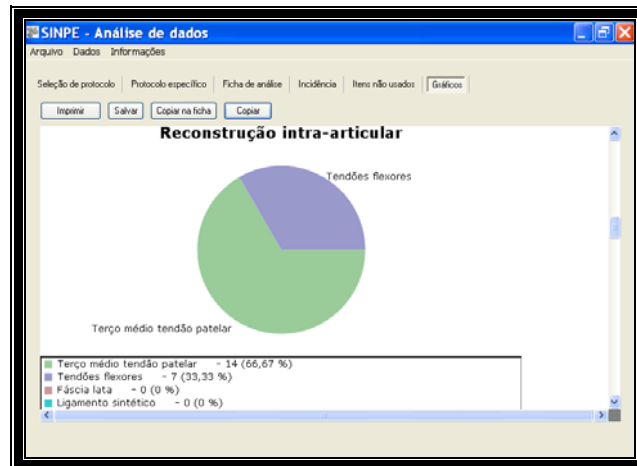 SINPE - Análise de dados
Arquivo Dados Informações
Seleção de protocolo Protocolo específico Ficha de análise Incidência Itens não usados Gráficos
Imprimir Salvar Copiar na ficha Copiar
Reconstrução intra-articular
Tendões flexores
Terço médio tendão patelar
Terço médio tendão patelar - 14 (66,67 %)
Tendões flexores - 7 (33,33 %)
Fáscia lata - 0 (0 %)
Ligamento sintético - 0 (0 %)